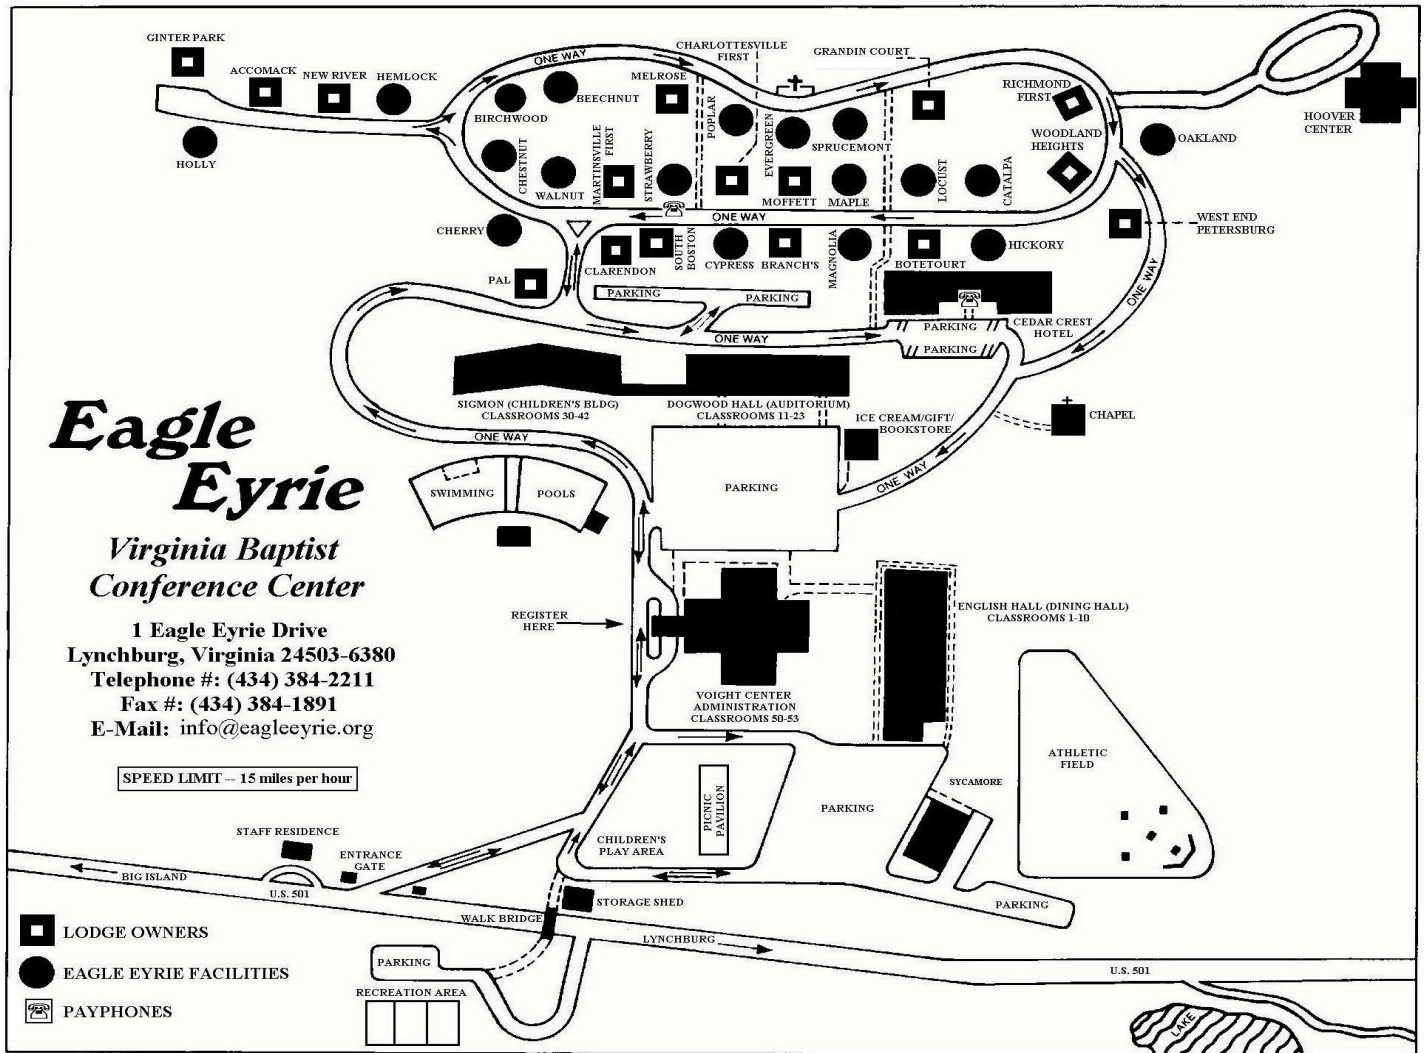 GINTER PARK
ACCOMACK
NEW RIVER
HEMLOCK
HOLLY
ONE WAY
BIRCHWOOD
BEECHNUT
MELROSE
CHARLOTTESVILLE
FIRST
GRANDIN COURT
RICHMOND
FIRST
HOOVER
CENTER
POPLAR
EVERGREEN
SPRUCEMONT
WOODLAND
HEIGHTS
OAKLAND
CHESTNUT
WALNUT
MARTINSVILLE
FIRST
STRAWBERRY
MOFFETT
MAPLE
LOCUST
CATALPA
ONE WAY
WEST END
PETERSBURG
CHERRY
PAL
CLARENDON
SOUTH
BOSTON
CYPRESS
BRANCH'S
MAGNOLIA
BOTETOURT
HICKORY
ONE WAY
PARKING
PARKING
ONE WAY
PARKING
PARKING
CEDAR CREST
HOTEL
SIGMON (CHILDREN'S BLDG)
CLASSROOMS 30-42
DOGWOOD HALL (AUDITORIUM)
CLASSROOMS 11-23
ICE CREAM/GIFT/
BOOKSTORE
CHAPEL
ONE WAY
ONE WAY
SWIMMING
POOLS
PARKING
Eagle
Eyrie
Virginia Baptist
Conference Center
1 Eagle Eyrie Drive
Lynchburg, Virginia 24503-6380
Telephone #: (434) 384-2211
Fax #: (434) 384-1891
E-Mail: info@eagleeyrie.org
SPEED LIMIT -- 15 miles per hour
REGISTER
HERE
VOIGHT CENTER
ADMINISTRATION
CLASSROOMS 50-53
ENGLISH HALL (DINING HALL)
CLASSROOMS 1-10
ATHLETIC
FIELD
SYCAMORE
PARKING
PICNIC
PAVILION
CHILDREN'S
PLAY AREA
STAFF RESIDENCE
ENTRANCE
GATE
BIG ISLAND
U.S. 501
WALK BRIDGE
STORAGE SHED
PARKING
LYNCHBURG
U.S. 501
PARKING
RECREATION AREA
LAKE
LODGE OWNERS
EAGLE EYRIE FACILITIES
PAYPHONES